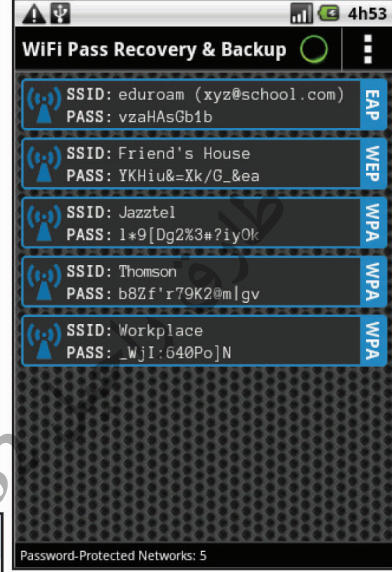 4h53
WiFi Pass Recovery & Backup
SSID: eduroam (xyz@school.com)
PASS: vzaHAsGb1b
EAP
SSID: Friend's House
PASS: YKHiu&=Xk/G_&ea
WEP
SSID: Jazztel
PASS: l*9[Dg2%3#?iyOk
WPA
SSID: Thomson
PASS: b8Zf'r79K2@m|gv
WPA
SSID: Workplace
PASS: _WjI:640Po]N
WPA
Password-Protected Networks: 5